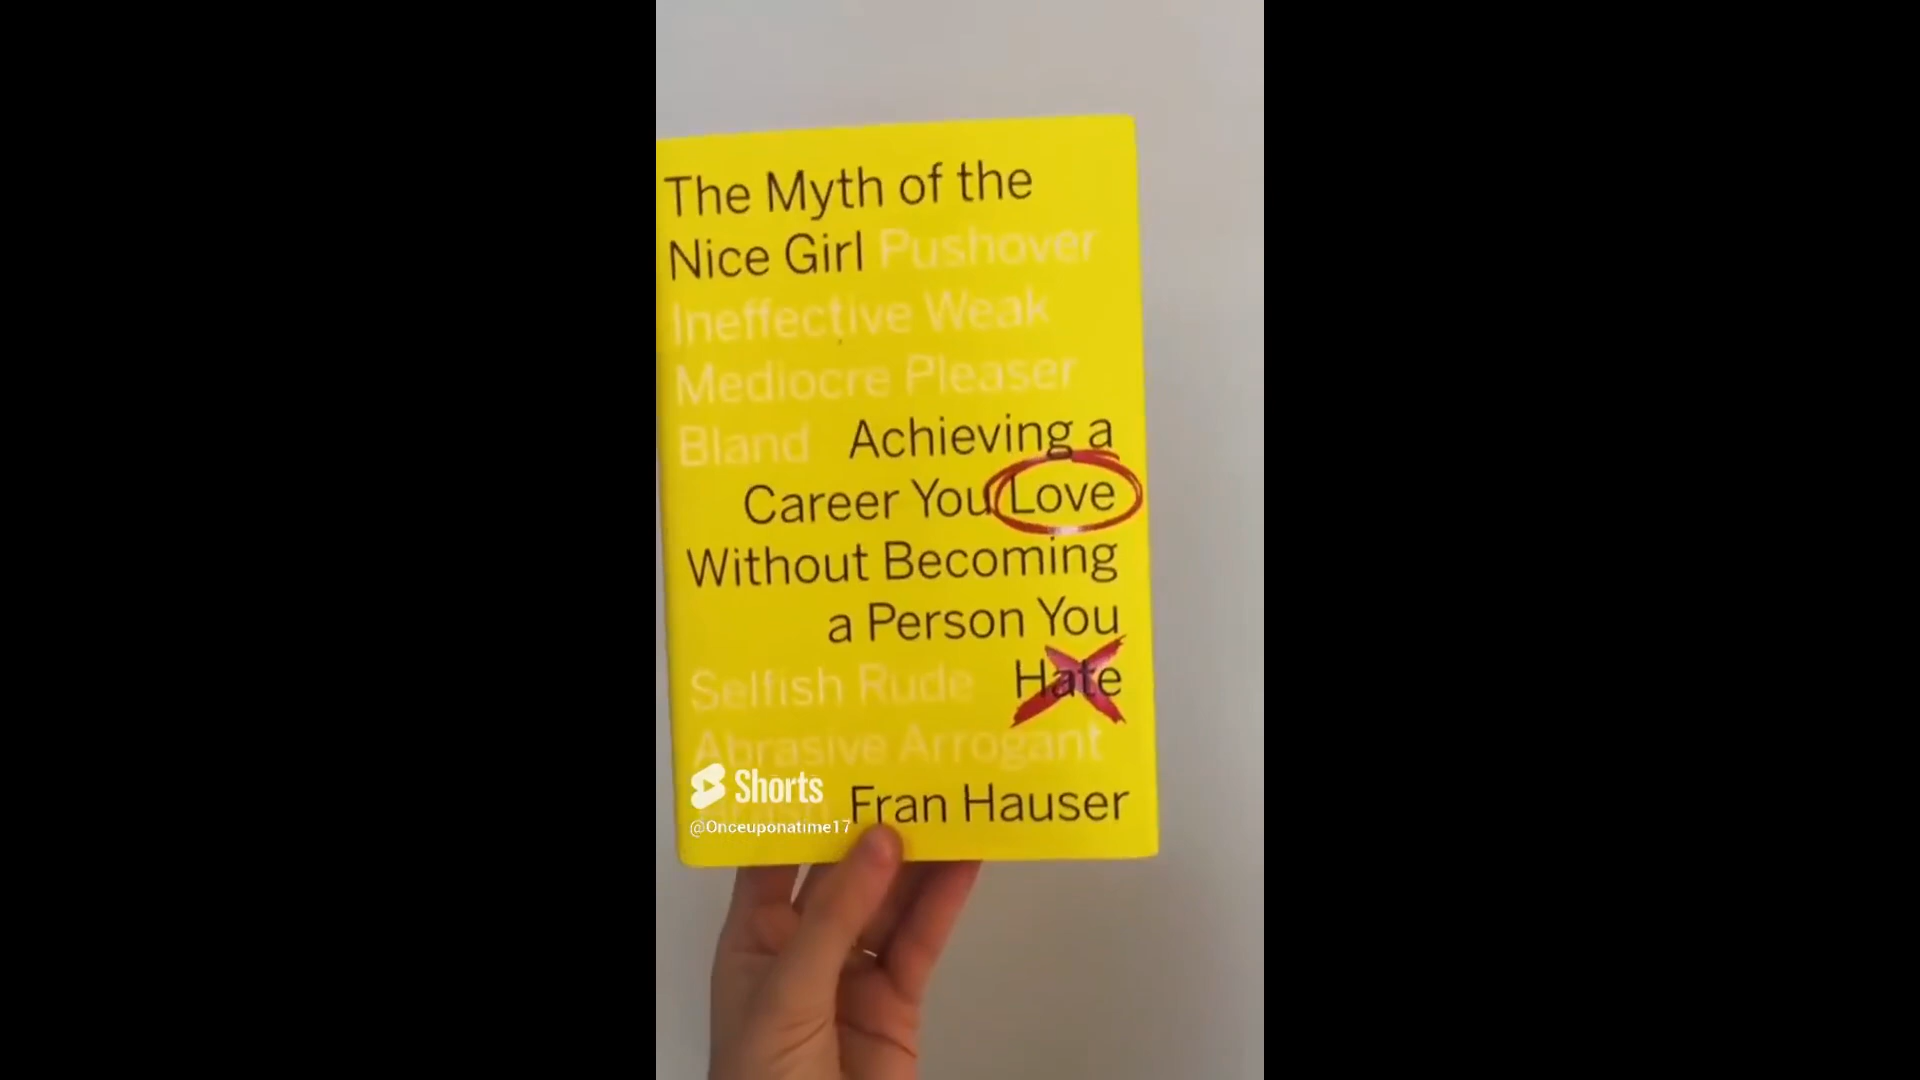 The Myth of the
Nice Girl Pushover
Ineffective Weak
Mediocre Pleaser
Bland Achieving a
Career You Love
Without Becoming
a Person You
Selfish Rude Hate
Abrasive Arrogant
Fran Hauser
Shorts
@Onceuponatime17